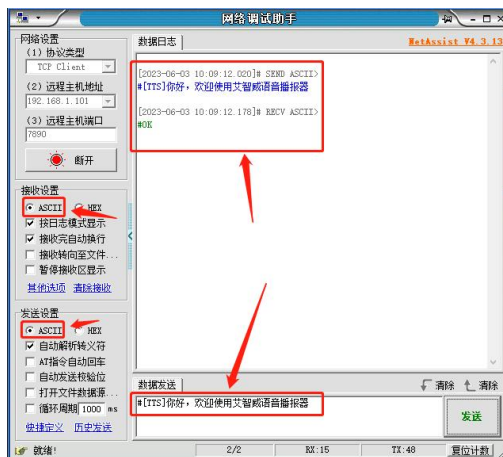 网络调试助手
网络设置
(1) 协议类型
TCP Client
(2) 远程主机地址
192.168.1.101
(3) 远程主机端口
7890
断开
接收设置
ASCII HEX
按日志模式显示
接收完自动换行
接收转向至文件...
暂停接收区显示
其他选项 清除接收
发送设置
ASCII HEX
自动解析转义符
AT指令自动回车
自动发送校验位
打开文件数据源...
循环周期 1000 ms
快捷定义 历史发送
数据日志
NetAssist V4.3.13
[2023-06-03 10:09:12.020]# SEND ASCII>
#[TTS]你好，欢迎使用艾智威语音播报器
[2023-06-03 10:09:12.178]# RECV ASCII>
#OK
数据发送
清除 清除
#[TTS]你好，欢迎使用艾智威语音播报器
发送
就绪!
2/2
RX:15
TX:48
复位计数